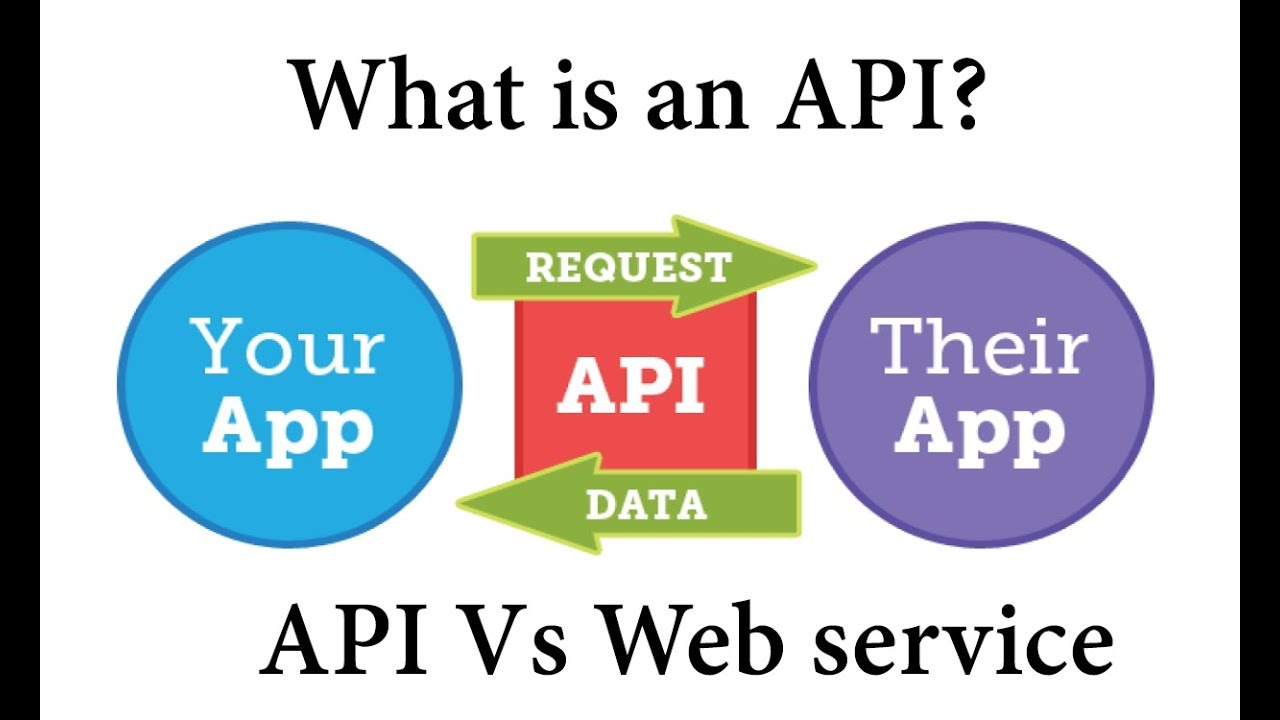 What is an API?
REQUEST
Your
App
API
Their
App
DATA
API Vs Web service